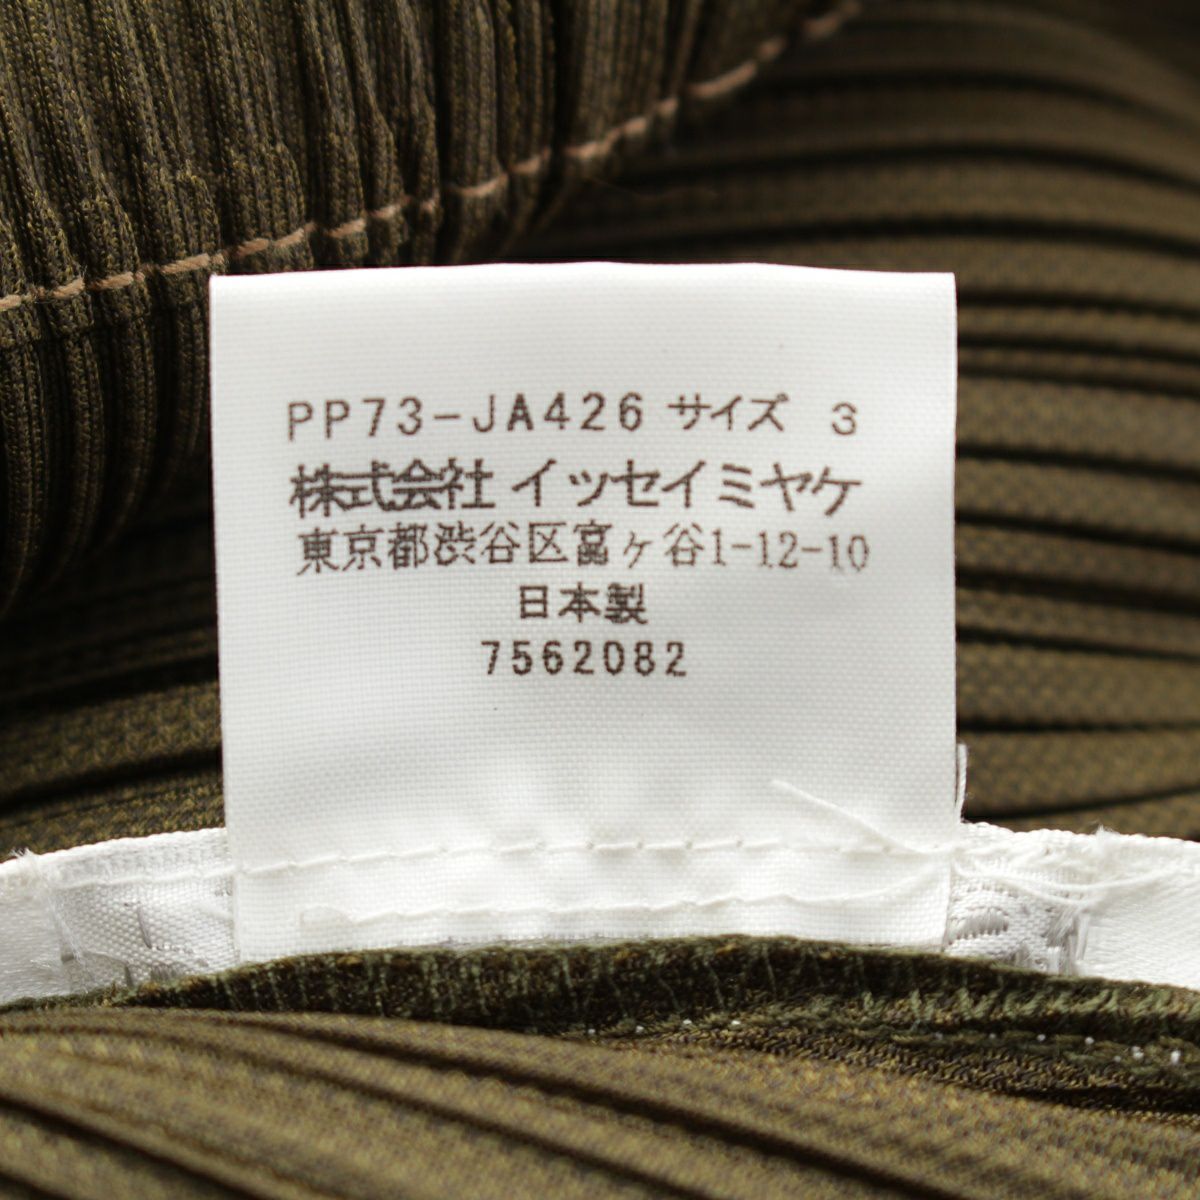 PP73-JA426 サイズ 3
株式会社 イッセイミヤケ
東京都渋谷区富ヶ谷1-12-10
日本製
7562082